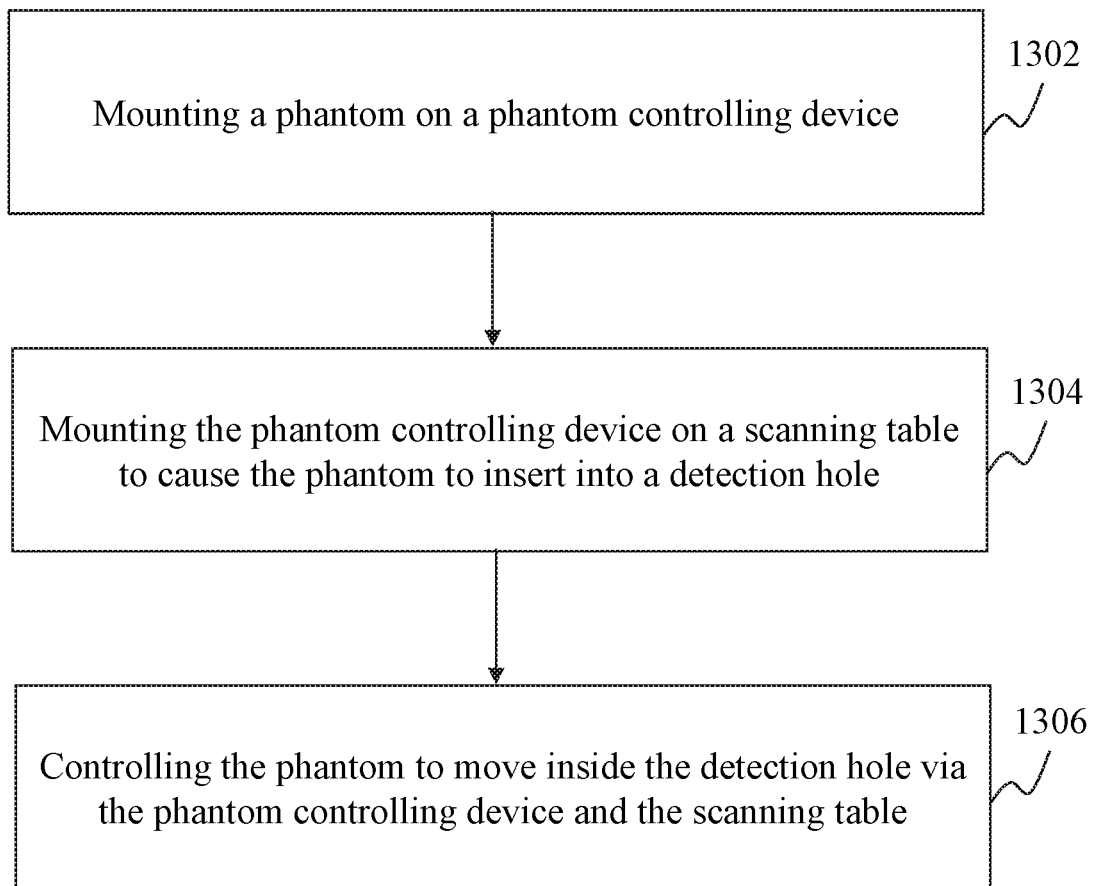 1302
Mounting a phantom on a phantom controlling device
1304
Mounting the phantom controlling device on a scanning table
to cause the phantom to insert into a detection hole
1306
Controlling the phantom to move inside the detection hole via
the phantom controlling device and the scanning table